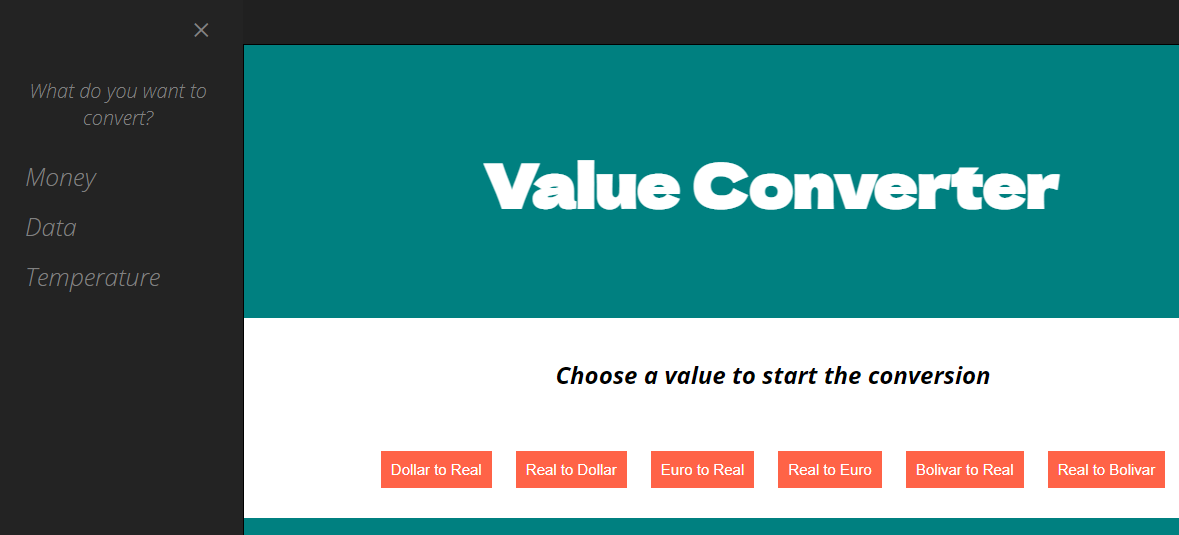 ×
What do you want to
convert?
Money
Data
Temperature
Value Converter
Choose a value to start the conversion
Dollar to Real
Real to Dollar
Euro to Real
Real to Euro
Bolivar to Real
Real to Bolivar